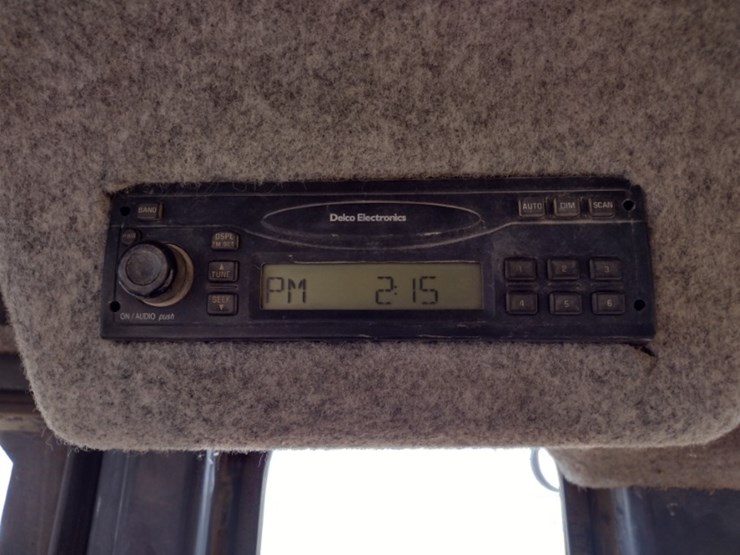 Delco Electronics
BAND
AUTO DIM SCAN
DSPL
TUNE
SEEK
PM 2:15
1 2 3
4 5 6
ON/AUDIO push